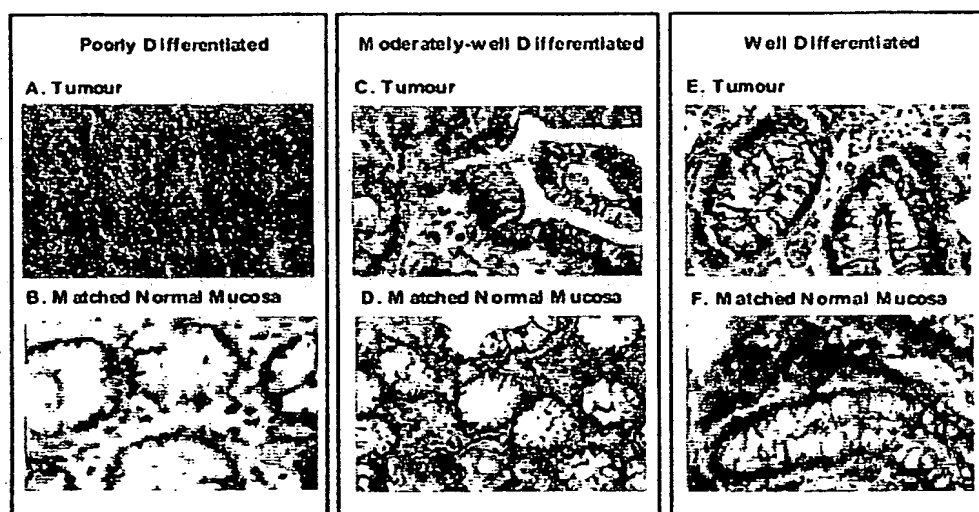 Poorly Differentiated
A. Tumour
B. Matched Normal Mucosa
Moderately-well Differentiated
C. Tumour
D. Matched Normal Mucosa
Well Differentiated
E. Tumour
F. Matched Normal Mucosa